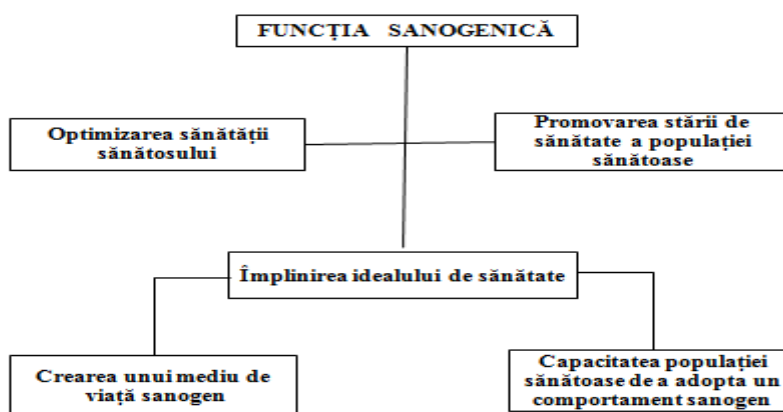 FUNCȚIA SANOGENICĂ
Optimizarea sănătății
sănătosului
Promovarea stării de
sănătate a populației
sănătoase
Împlinirea idealului de sănătate
Crearea unui mediu de
viață sanogen
Capacitatea populației
sănătoase de a adopta un
comportament sanogen